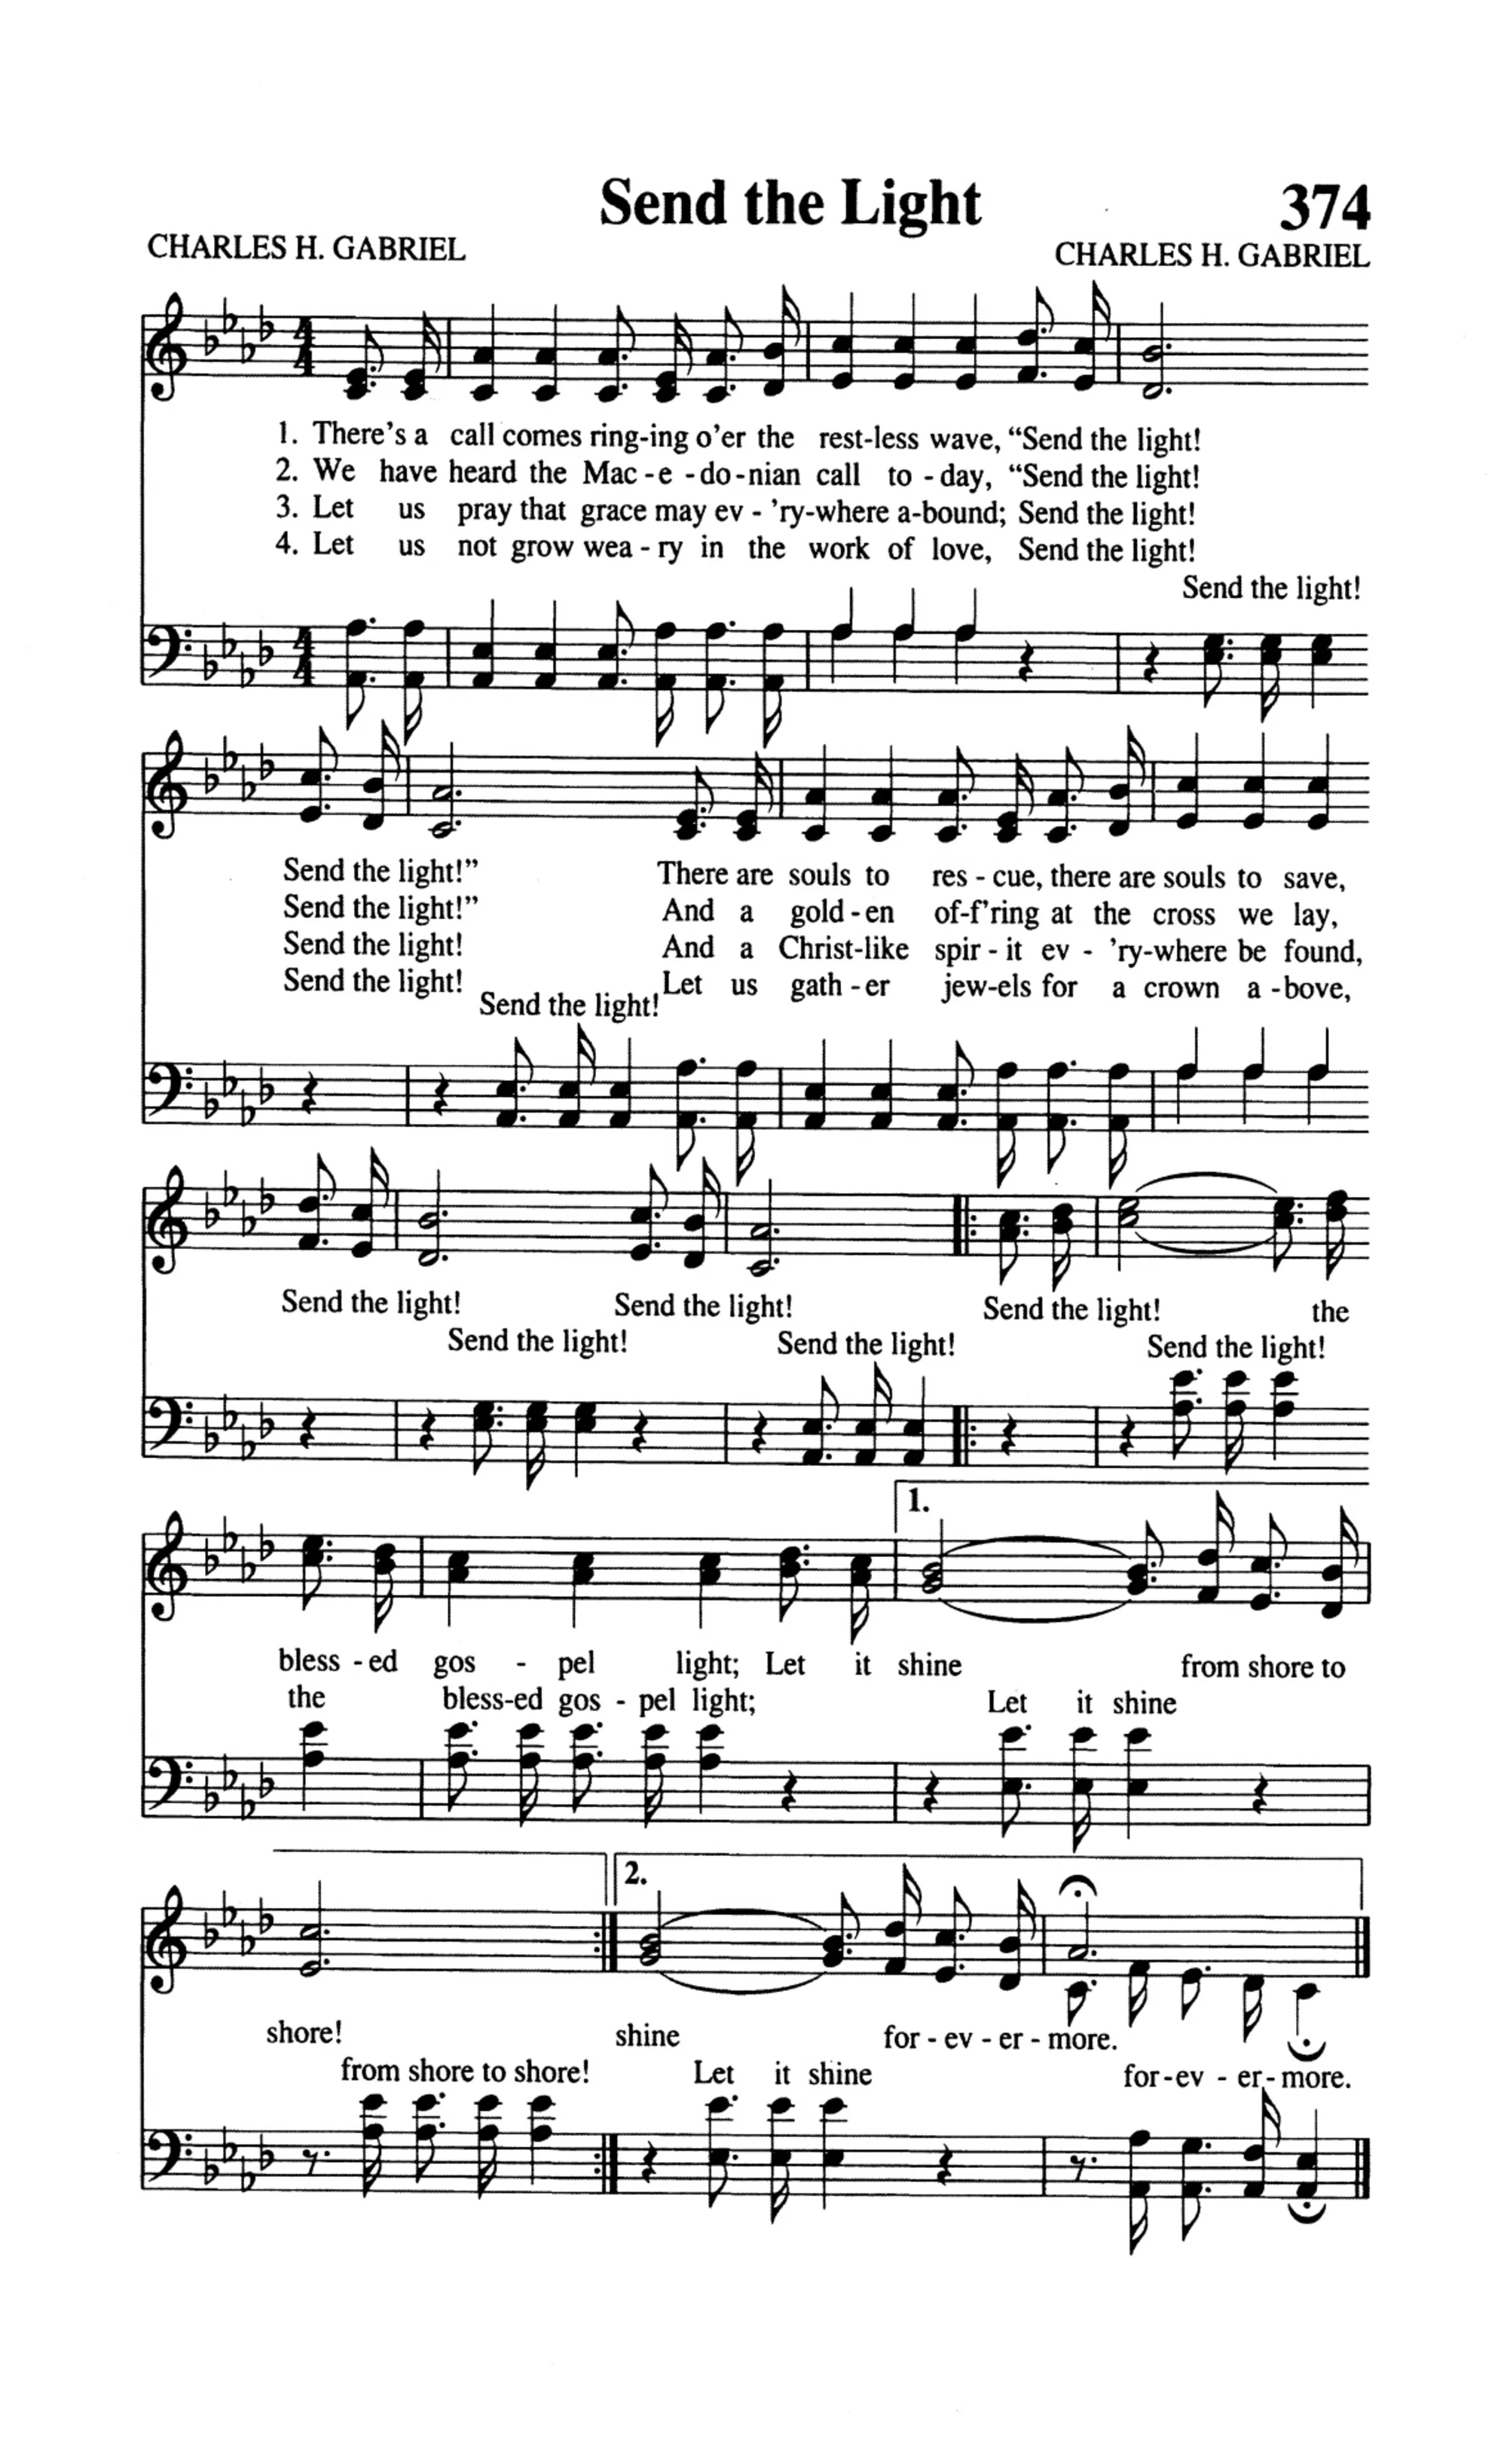 Send the Light 374
CHARLES H. GABRIEL CHARLES H. GABRIEL
1. There's a call comes ring-ing o'er the rest-less wave, “Send the light!
2. We have heard the Mac - e - do - nian call to - day, “Send the light!
3. Let us pray that grace may ev - 'ry-where a-bound; Send the light!
4. Let us not grow wea - ry in the work of love, Send the light!
Send the light!
Send the light!” There are souls to res - cue, there are souls to save,
Send the light!” And a gold - en of-f'ring at the cross we lay,
Send the light! And a Christ-like spir - it ev - 'ry-where be found,
Send the light! Let us gath - er jew-els for a crown a - bove,
Send the light!
Send the light! Send the light! Send the light! the
Send the light! Send the light! Send the light!
1.
bless - ed gos - pel light; Let it shine from shore to
the bless-ed gos - pel light; Let it shine
2.
shore! shine for - ev - er - more.
from shore to shore! Let it shine for-ev - er-more.